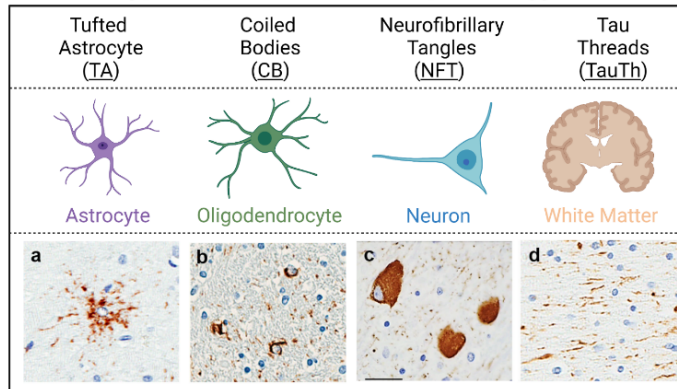 Tufted
Astrocyte
(TA)
Coiled
Bodies
(CB)
Neurofibrillary
Tangles
(NFT)
Tau
Threads
(TauTh)
Astrocyte
Oligodendrocyte
Neuron
White Matter
a
b
c
d